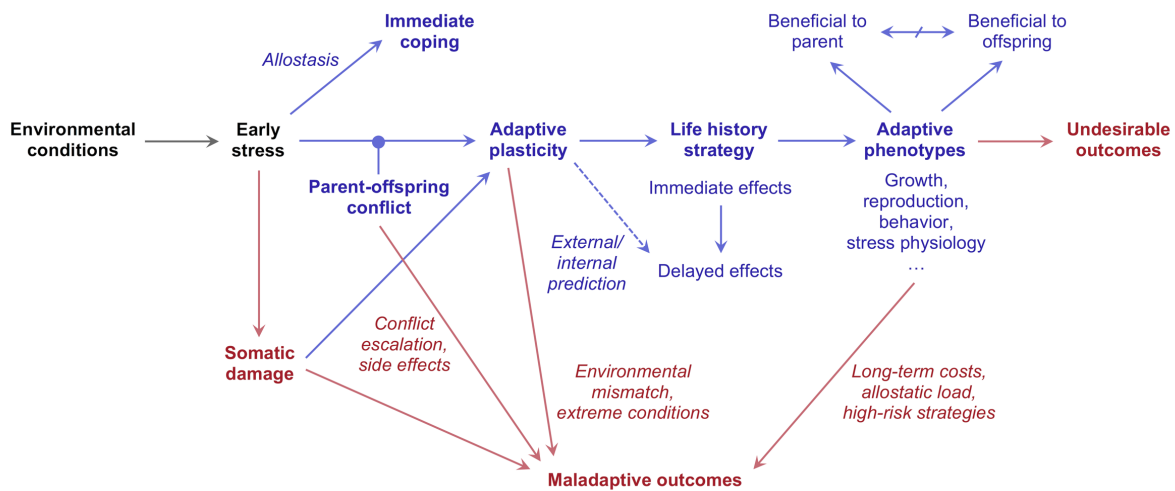 Immediate
coping
Beneficial to
parent
Beneficial to
offspring
Allostasis
Environmental
conditions
Early
stress
Adaptive
plasticity
Life history
strategy
Adaptive
phenotypes
Undesirable
outcomes
Parent-offspring
conflict
Immediate effects
Growth,
reproduction,
behavior,
stress physiology
...
External/
internal
prediction
Delayed effects
Somatic
damage
Conflict
escalation,
side effects
Environmental
mismatch,
extreme conditions
Long-term costs,
allostatic load,
high-risk strategies
Maladaptive outcomes